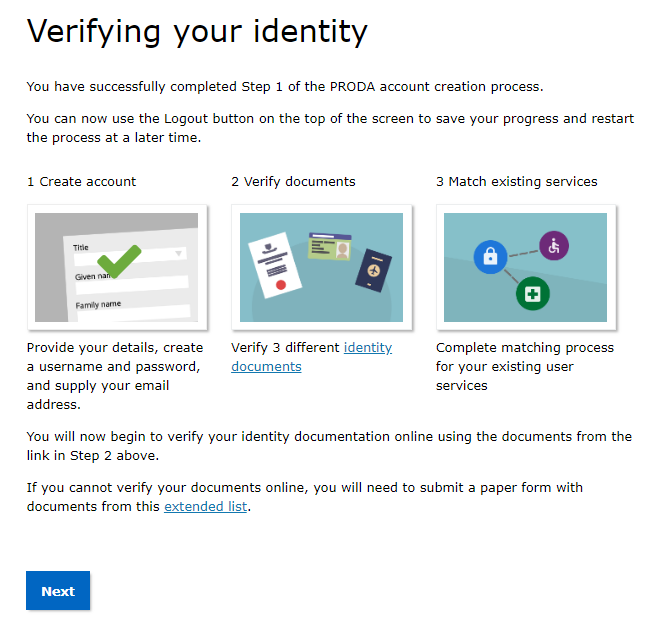 Verifying your identity
You have successfully completed Step 1 of the PRODA account creation process.
You can now use the Logout button on the top of the screen to save your progress and restart
the process at a later time.
1 Create account
2 Verify documents
3 Match existing services
Title
Given nam
Family name
Provide your details, create
a username and password,
and supply your email
address.
Verify 3 different identity
documents
Complete matching process
for your existing user
services
You will now begin to verify your identity documentation online using the documents from the
link in Step 2 above.
If you cannot verify your documents online, you will need to submit a paper form with
documents from this extended list.
Next